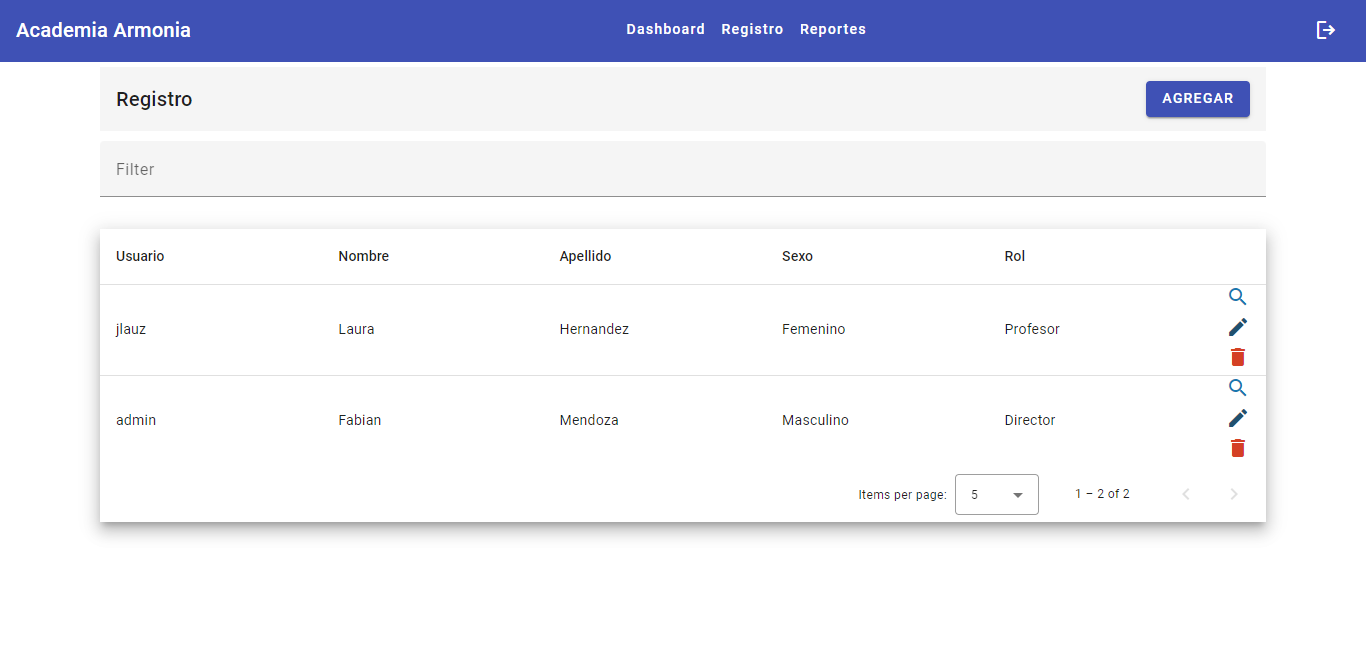 Academia Armonia Dashboard Registro Reportes
Registro AGREGAR
Filter
Usuario Nombre Apellido Sexo Rol
jlauz Laura Hernandez Femenino Profesor
admin Fabian Mendoza Masculino Director
Items per page: 5 1 – 2 of 2